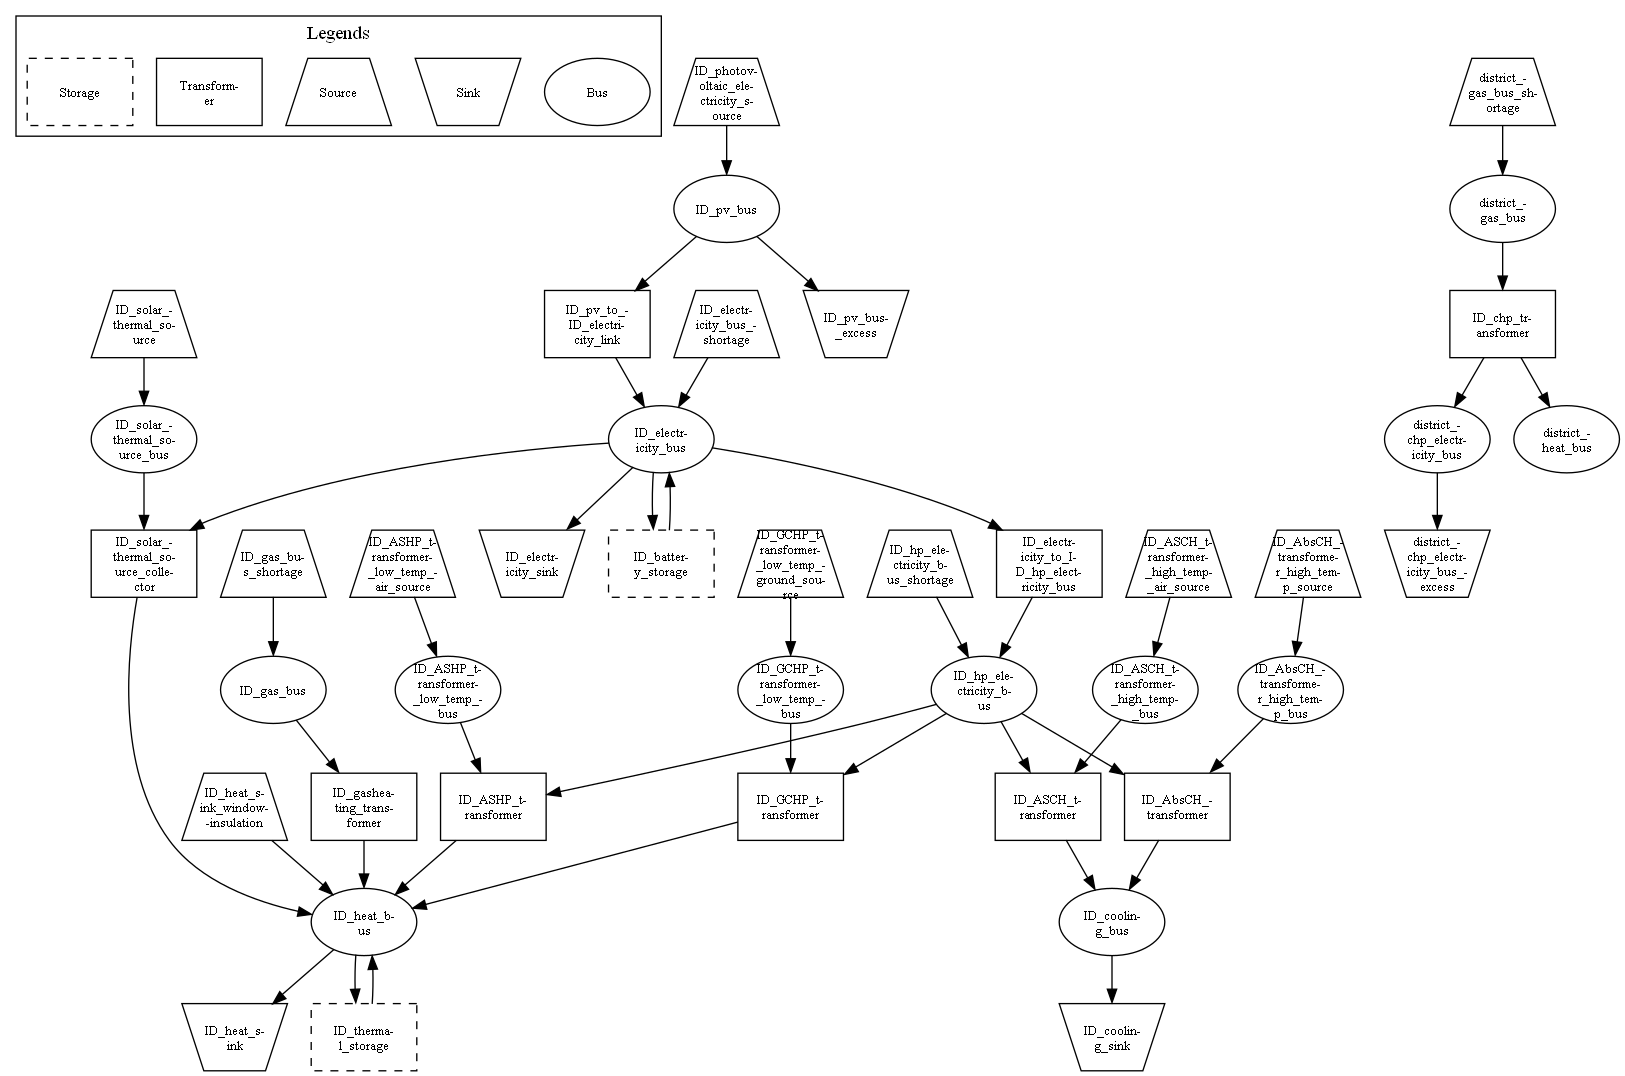 Legends
Storage
Transform-
er
Source
Sink
Bus
ID_photov-
oltaic_ele-
ctricity_s-
ource
district_-
gas_bus_sh-
ortage
ID_pv_bus
district_-
gas_bus
ID_solar_-
thermal_so-
urce
ID_pv_to_-
ID_electri-
city_link
ID_electr-
icity_bus_-
shortage
ID_pv_bus-
_excess
ID_chp_tr-
ansformer
ID_solar_-
thermal_so-
urce_bus
ID_electr-
icity_bus
district_-
chp_electr-
icity_bus
district_-
heat_bus
ID_solar_-
thermal_so-
urce_colle-
ctor
ID_gas_bu-
s_shortage
ID_ASHP_t-
ransformer-
_low_temp_-
air_source
ID_electr-
icity_sink
ID_batter-
y_storage
ID_GCHP_t-
ransformer-
_low_temp_-
ground_sou-
rce
ID_hp_ele-
ctricity_b-
us_shortage
ID_electr-
icity_to_I-
D_hp_elect-
ricity_bus
ID_ASCH_t-
ransformer-
_high_temp-
_air_source
ID_AbsCH_-
transforme-
r_high_tem-
p_source
district_-
chp_electr-
icity_bus_-
excess
ID_gas_bus
ID_ASHP_t-
ransformer-
_low_temp_-
bus
ID_GCHP_t-
ransformer-
_low_temp_-
bus
ID_hp_ele-
ctricity_b-
us
ID_ASCH_t-
ransformer-
_high_temp-
_bus
ID_AbsCH_-
transforme-
r_high_tem-
p_bus
ID_heat_s-
ink_window-
-insulation
ID_gashea-
ting_trans-
former
ID_ASHP_t-
ransformer
ID_GCHP_t-
ransformer
ID_ASCH_t-
ransformer
ID_AbsCH_-
transformer
ID_heat_b-
us
ID_coolin-
g_bus
ID_heat_s-
ink
ID_therma-
l_storage
ID_coolin-
g_sink